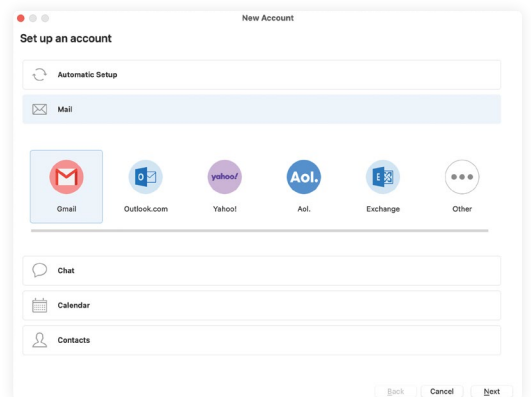 New Account
Set up an account
Automatic Setup
Mail
O
yahoo!
Aol.
E
Gmail
Outlook.com
Yahoo!
Aol.
Exchange
Other
Chat
Calendar
Contacts
Back
Cancel
Next